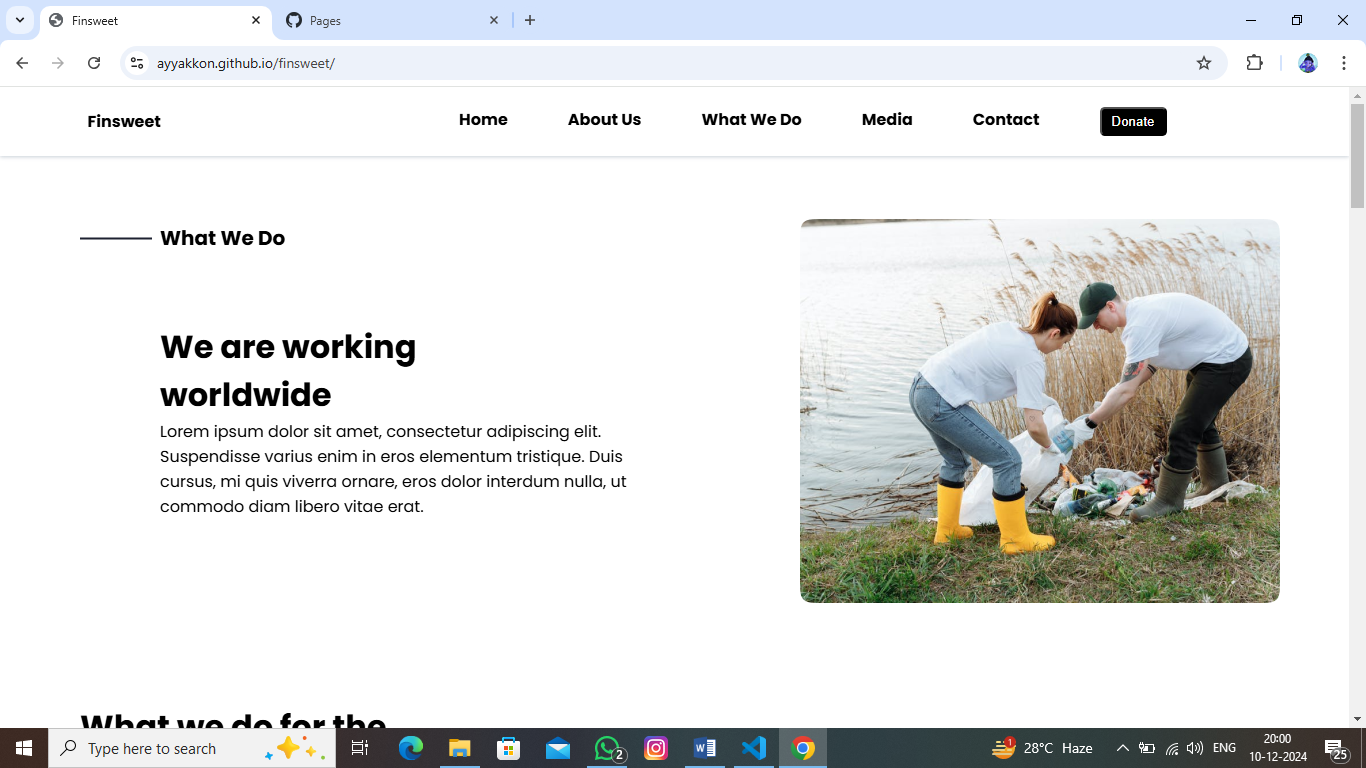 Finsweet
Pages
ayyakkon.github.io/finsweet/
Finsweet
Home
About Us
What We Do
Media
Contact
Donate
What We Do
We are working
worldwide
Lorem ipsum dolor sit amet, consectetur adipiscing elit.
Suspendisse varius enim in eros elementum tristique. Duis
cursus, mi quis viverra ornare, eros dolor interdum nulla, ut
commodo diam libero vitae erat.
What we do for the
Type here to search
2
W
1
28°C Haze
ENG
20:00
10-12-2024
25